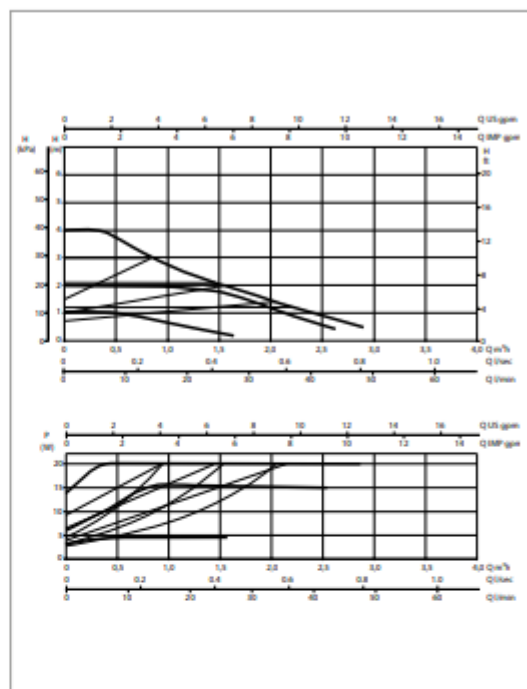 0 2 4 6 8 10 12 14 16 Q US gpm
0 2 4 6 8 10 12 14 Q IMP gpm
H (kPa) H (m) H ft
60 50 40 30 20 10 0
6 5 4 3 2 1 0
20 16 12 8 4 0
0 0,5 1,0 1,5 2,0 2,5 3,0 3,5 4,0 Q m³h
0 0.2 0.4 0.6 0.8 1.0 Q l/sec
0 10 20 30 40 50 60 Q l/min
0 2 4 6 8 10 12 14 16 Q US gpm
0 2 4 6 8 10 12 14 Q IMP gpm
P (W)
20
15
10
5
0
0 0,5 1,0 1,5 2,0 2,5 3,0 3,5 4,0 Q m³h
0 0.2 0.4 0.6 0.8 1.0 Q l/sec
0 10 20 30 40 50 60 Q l/min